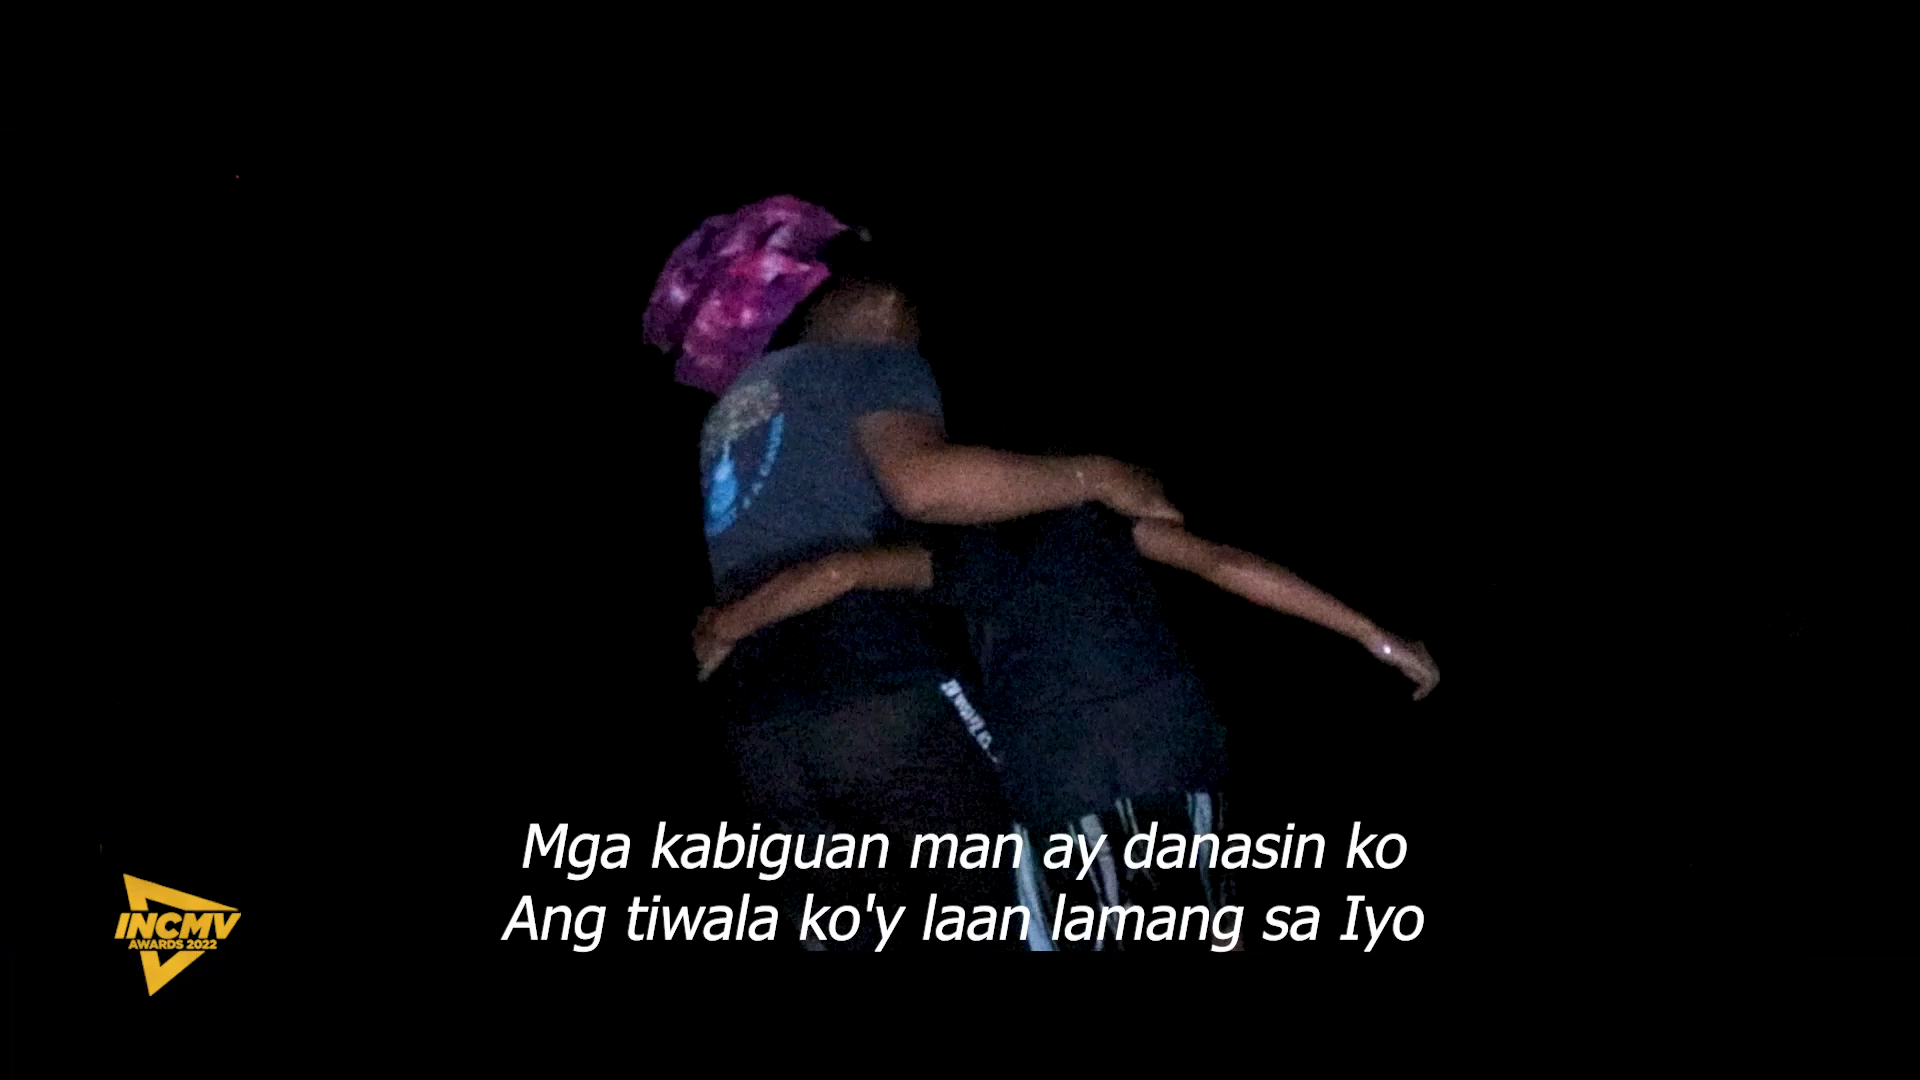 Mga kabiguan man ay danasin ko
Ang tiwala ko'y laan lamang sa Iyo
INCMV
AWARDS 2022